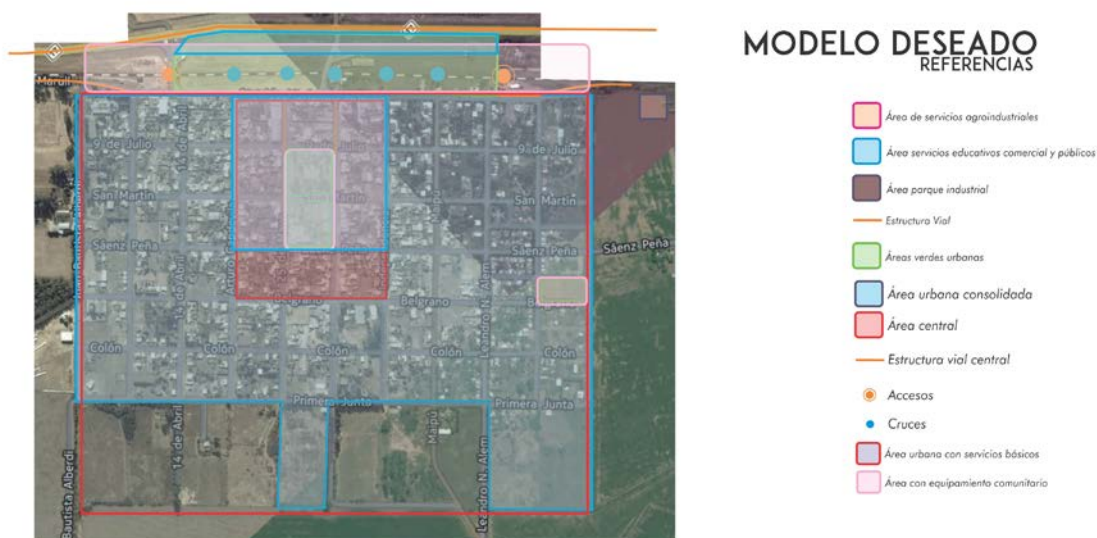 MODELO DESEADO
REFERENCIAS
Área de servicios agroindustriales
Área servicios educativos comercial y públicos
Área parque industrial
Estructura Vial
Áreas verdes urbanas
Área urbana consolidada
Área central
Estructura vial central
Accesos
Cruces
Área urbana con servicios básicos
Área con equipamiento comunitario
14 de Abril
9 de Julio
9 de Julio
San Martín
San Martín
Maipú
Sáenz Peña
Sáenz Peña
Sáenz Peña
14 de Abril
Belgrano
Belgrano
Leandro N. Alem
Colón
Colón
Colón
Colón
Colón
Primera Junta
Primera Junta
14 de Abril
Maipú
Bautista Alberdi
Leandro N. Alem